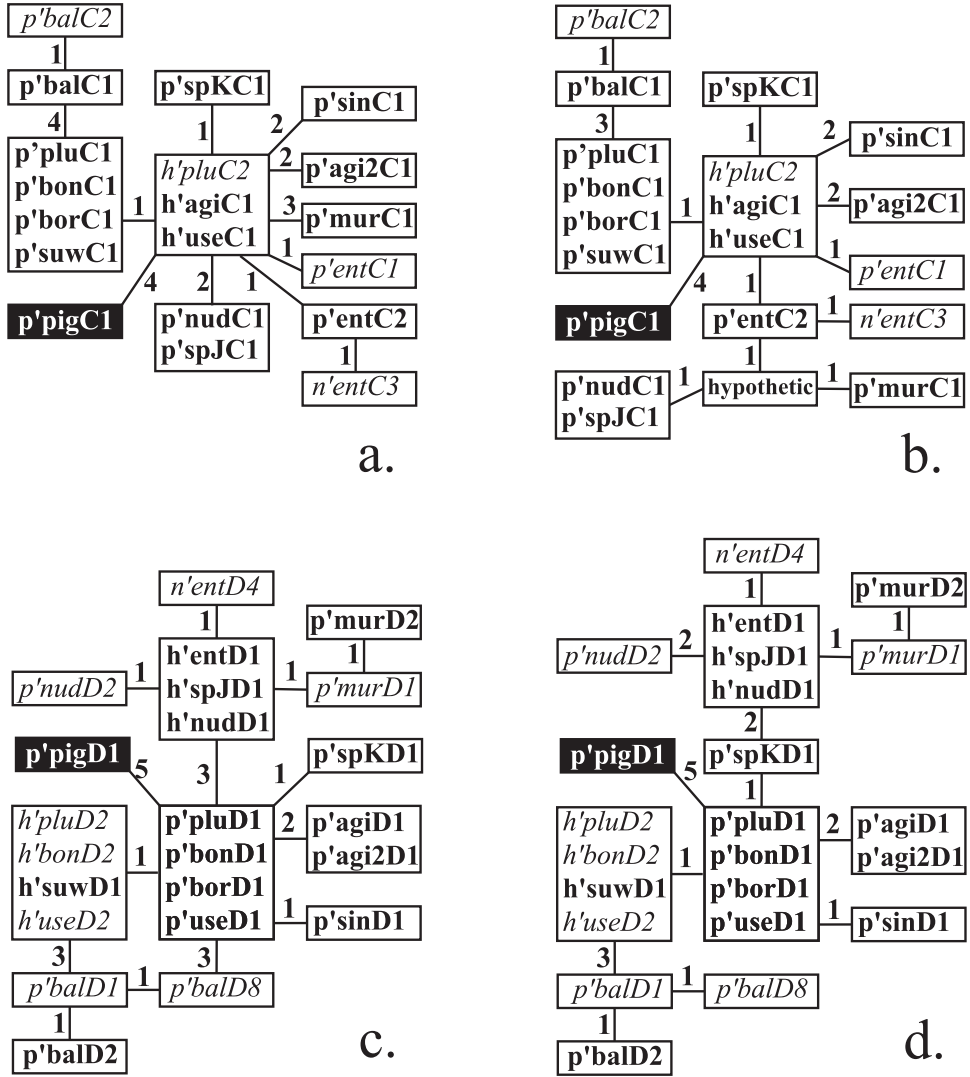 p'balC2
1
p'balC1
4
p’pluC1
p'bonC1
p'borC1
p'suwC1
1
p'spKC1
1
h'pluC2
h'agiC1
h'useC1
2
p'sinC1
2
p'agi2C1
3
p'murC1
1
p'entC1
4
p'pigC1
2
p'nudC1
p'spJC1
1
p'entC2
1
n'entC3
a.
p'balC2
1
p'balC1
3
p’pluC1
p'bonC1
p'borC1
p'suwC1
1
p'spKC1
1
h'pluC2
h'agiC1
h'useC1
2
p'sinC1
2
p'agi2C1
1
p'entC1
4
p'pigC1
1
p'entC2
1
n'entC3
1
hypothetic
1
p'murC1
1
p'nudC1
p'spJC1
b.
n'entD4
1
h'entD1
h'spJD1
h'nudD1
1
p'nudD2
1
p'murD1
1
p'murD2
3
p'pigD1
5
1
p'spKD1
p'pluD1
p'bonD1
p'borD1
p'useD1
2
p'agiD1
p'agi2D1
1
p'sinD1
1
h'pluD2
h'bonD2
h'suwD1
h'useD2
3
p'balD1
1
p'balD8
3
1
p'balD2
c.
n'entD4
1
h'entD1
h'spJD1
h'nudD1
2
p'nudD2
1
p'murD1
1
p'murD2
2
p'spKD1
1
p'pigD1
5
p'pluD1
p'bonD1
p'borD1
p'useD1
2
p'agiD1
p'agi2D1
1
p'sinD1
1
h'pluD2
h'bonD2
h'suwD1
h'useD2
3
p'balD1
1
p'balD8
1
p'balD2
d.